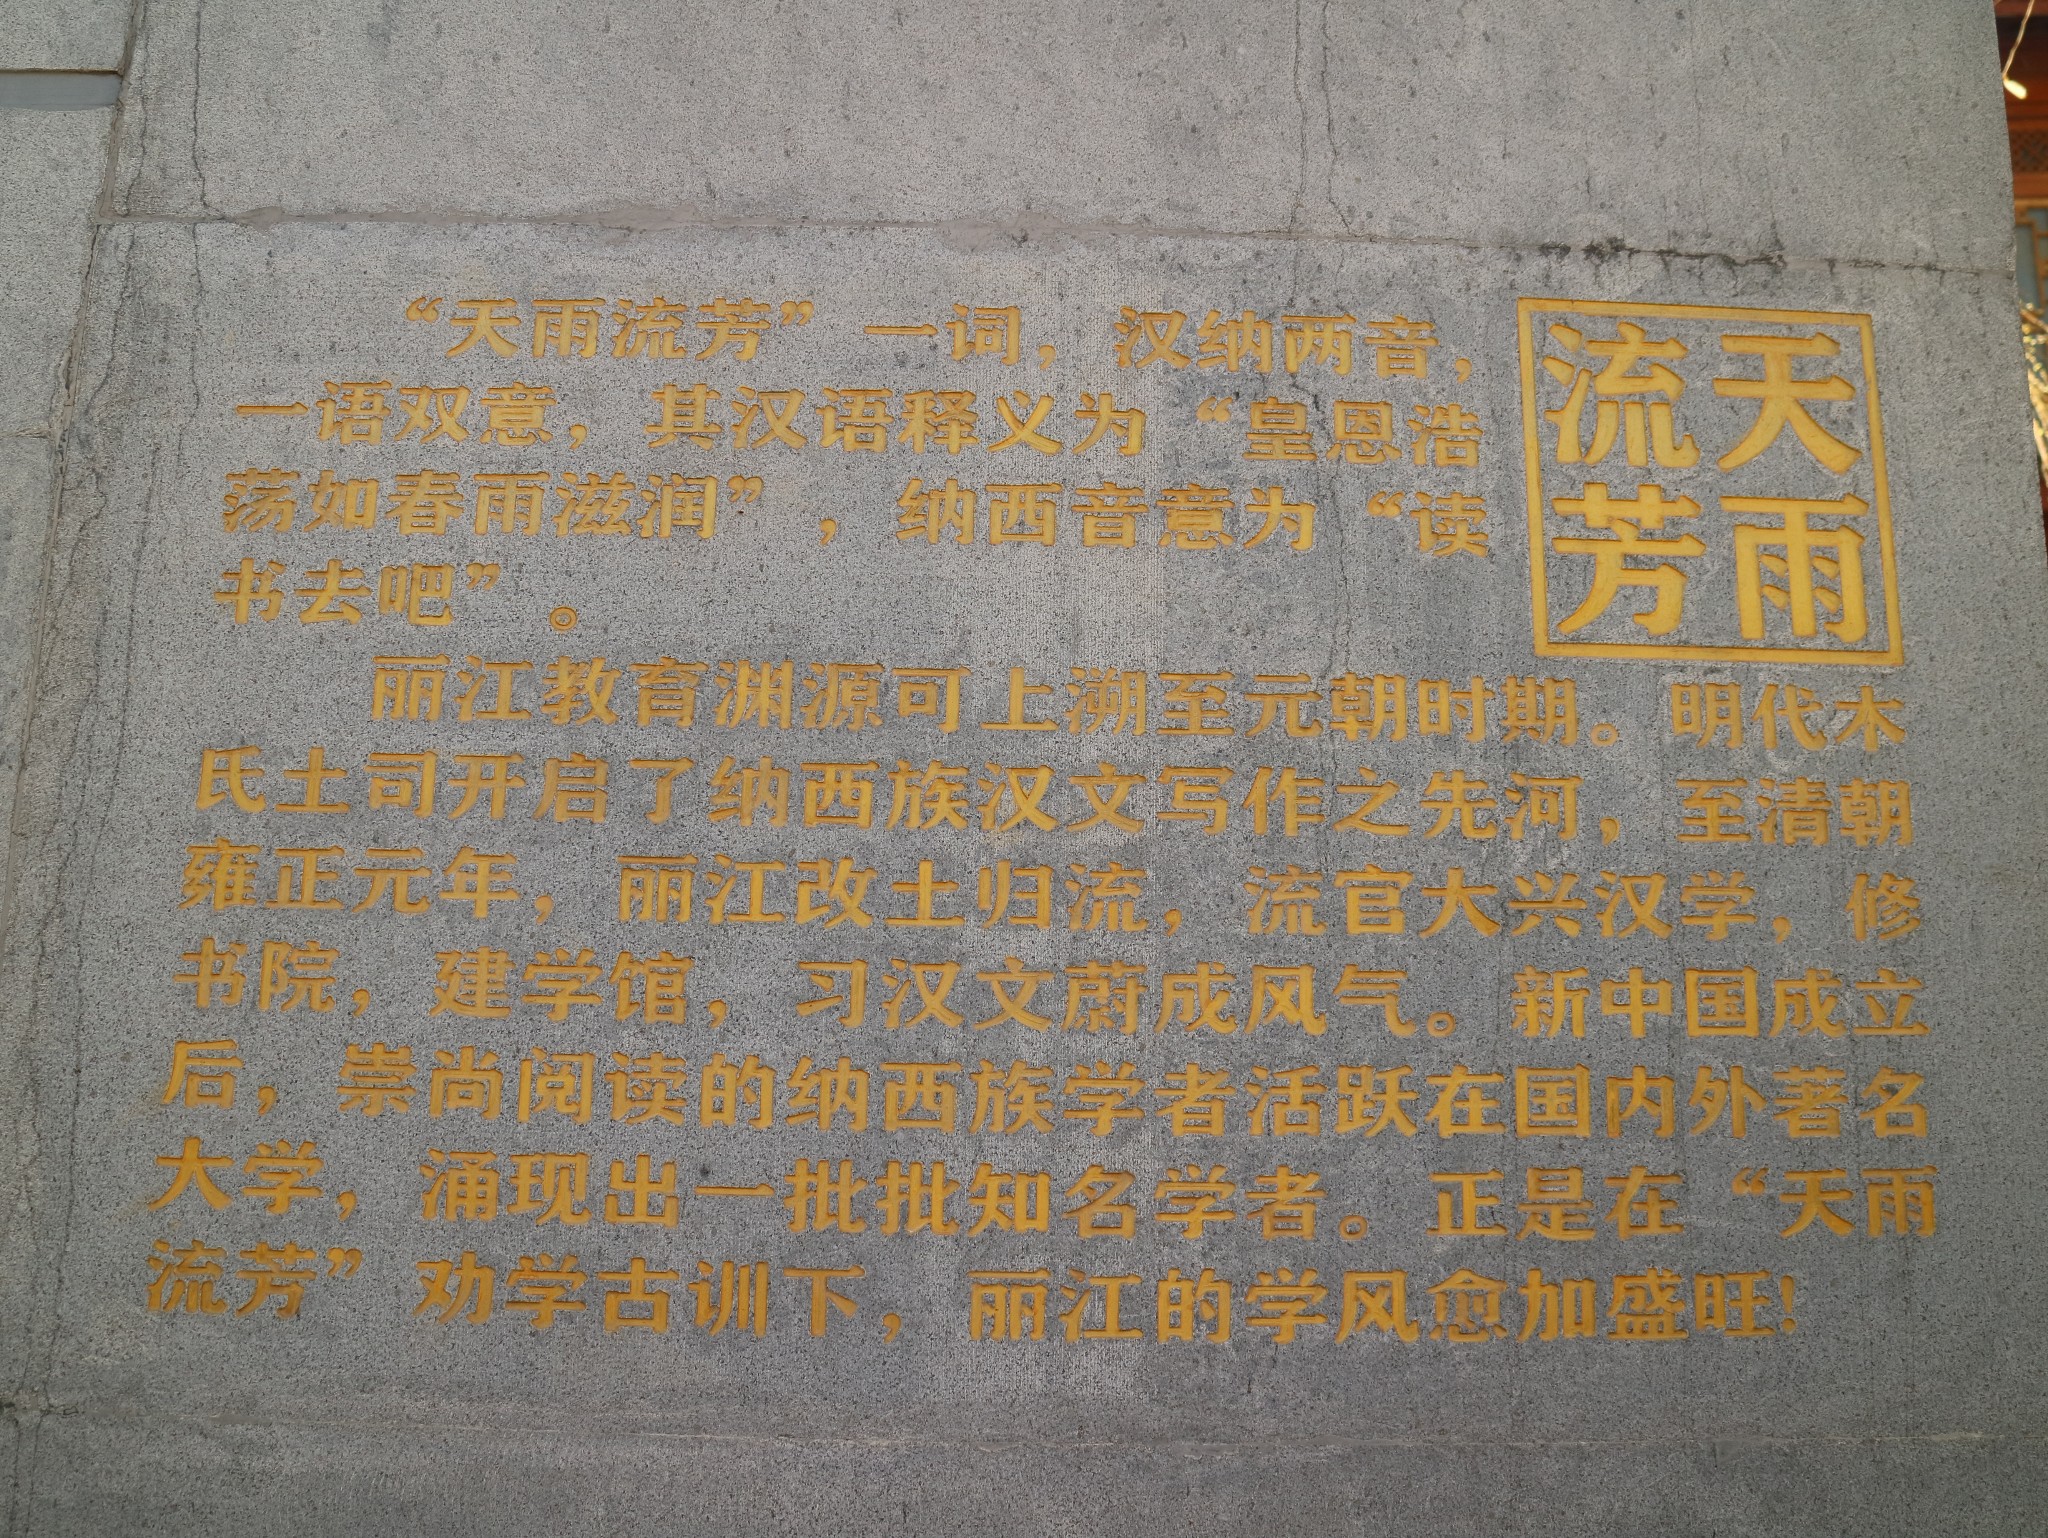 天雨
流芳
“天雨流芳”一词，汉纳两音，
一语双意，其汉语释义为“皇恩浩
荡如春雨滋润”，纳西音意为“读
书去吧”。
丽江教育渊源可上溯至元朝时期。明代木
氏土司开启了纳西族汉文写作之先河，至清朝
雍正元年，丽江改土归流，流官大兴汉学，修
书院，建学馆，习汉文蔚成风气。新中国成立
后，崇尚阅读的纳西族学者活跃在国内外著名
大学，涌现出一批批知名学者。正是在“天雨
流芳”劝学古训下，丽江的学风愈加盛旺!